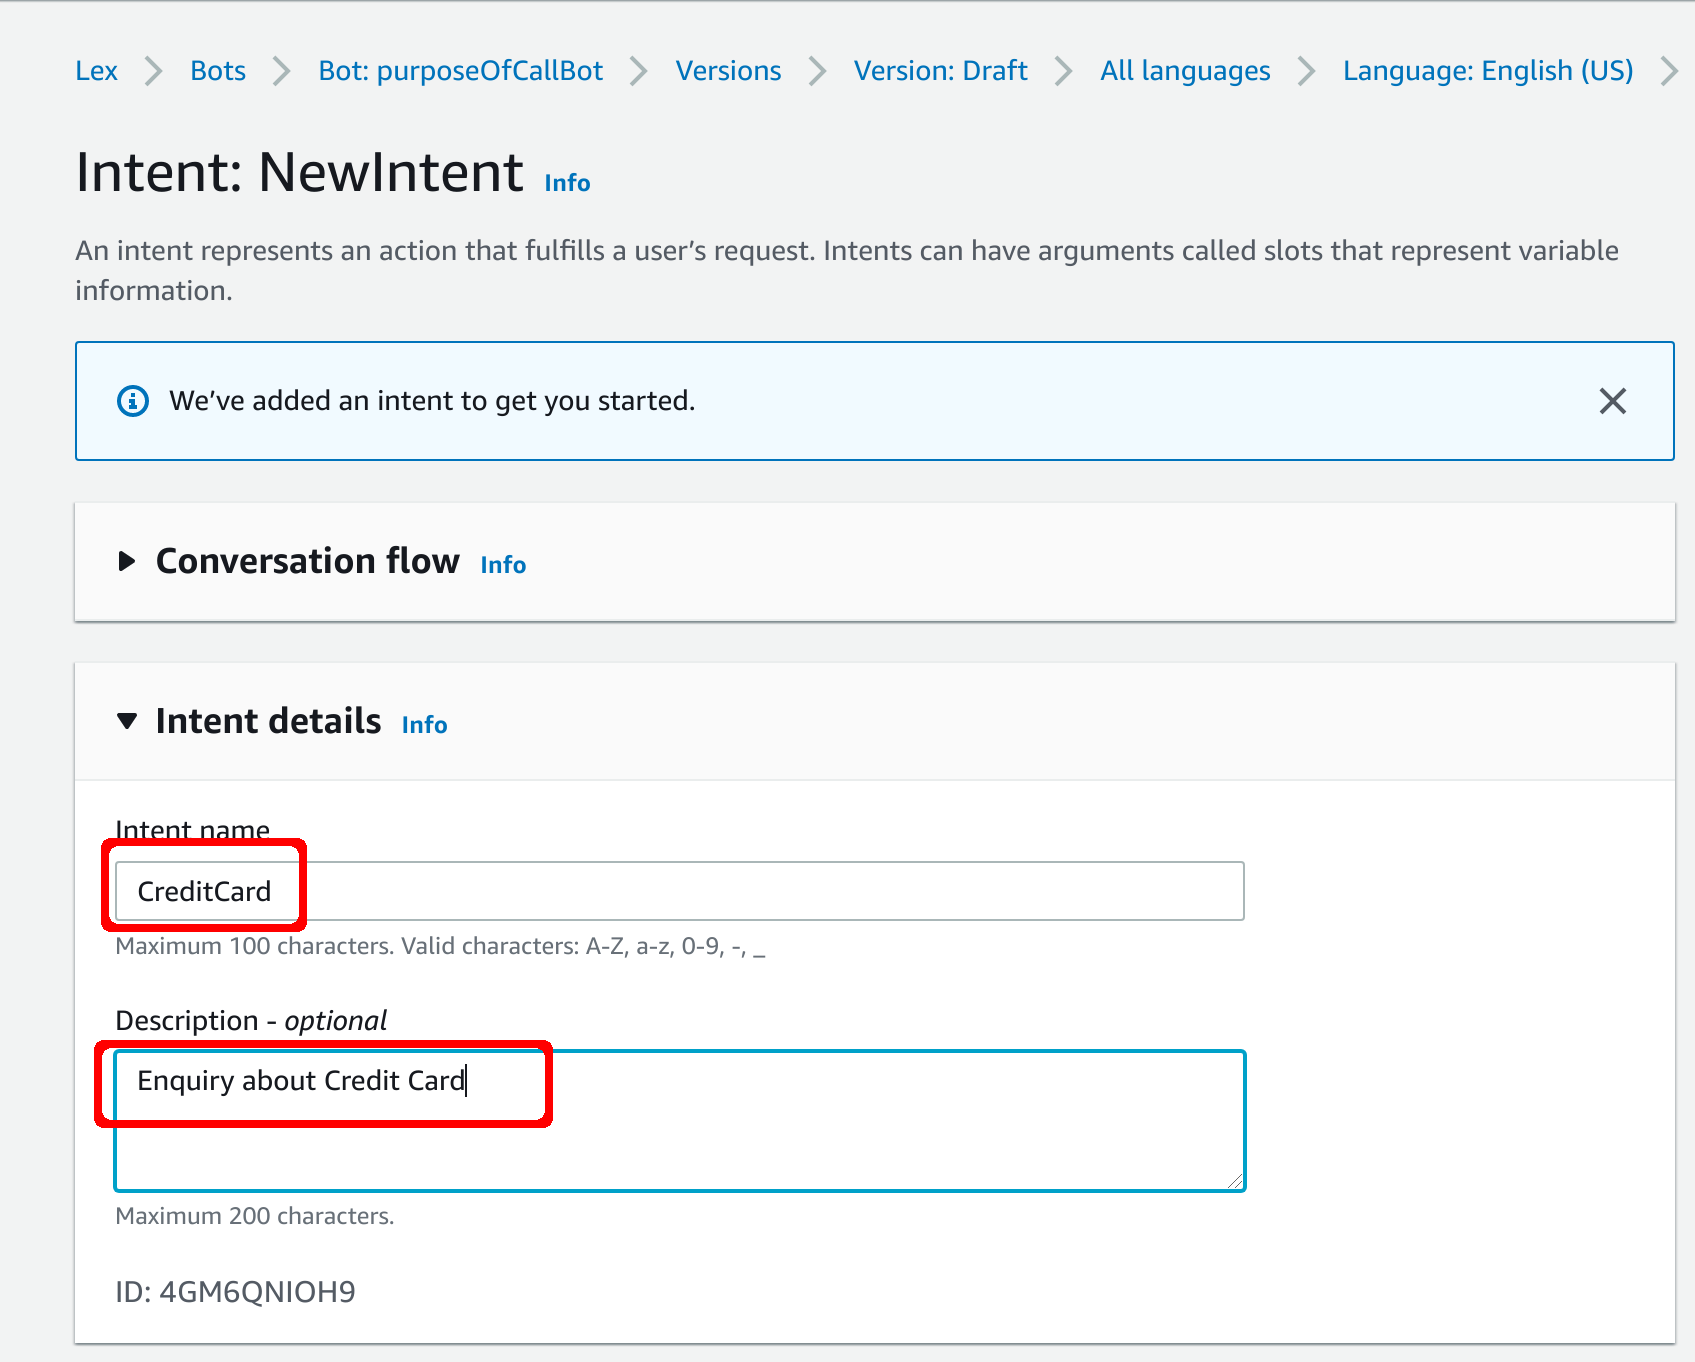 Lex Bots Bot: purposeOfCallBot Versions Version: Draft All languages Language: English (US)
Intent: NewIntent Info
An intent represents an action that fulfills a user’s request. Intents can have arguments called slots that represent variable
information.
We’ve added an intent to get you started.
Conversation flow Info
Intent details Info
Intent name
CreditCard
Maximum 100 characters. Valid characters: A-Z, a-z, 0-9, -, _
Description - optional
Enquiry about Credit Card
Maximum 200 characters.
ID: 4GM6QNIOH9